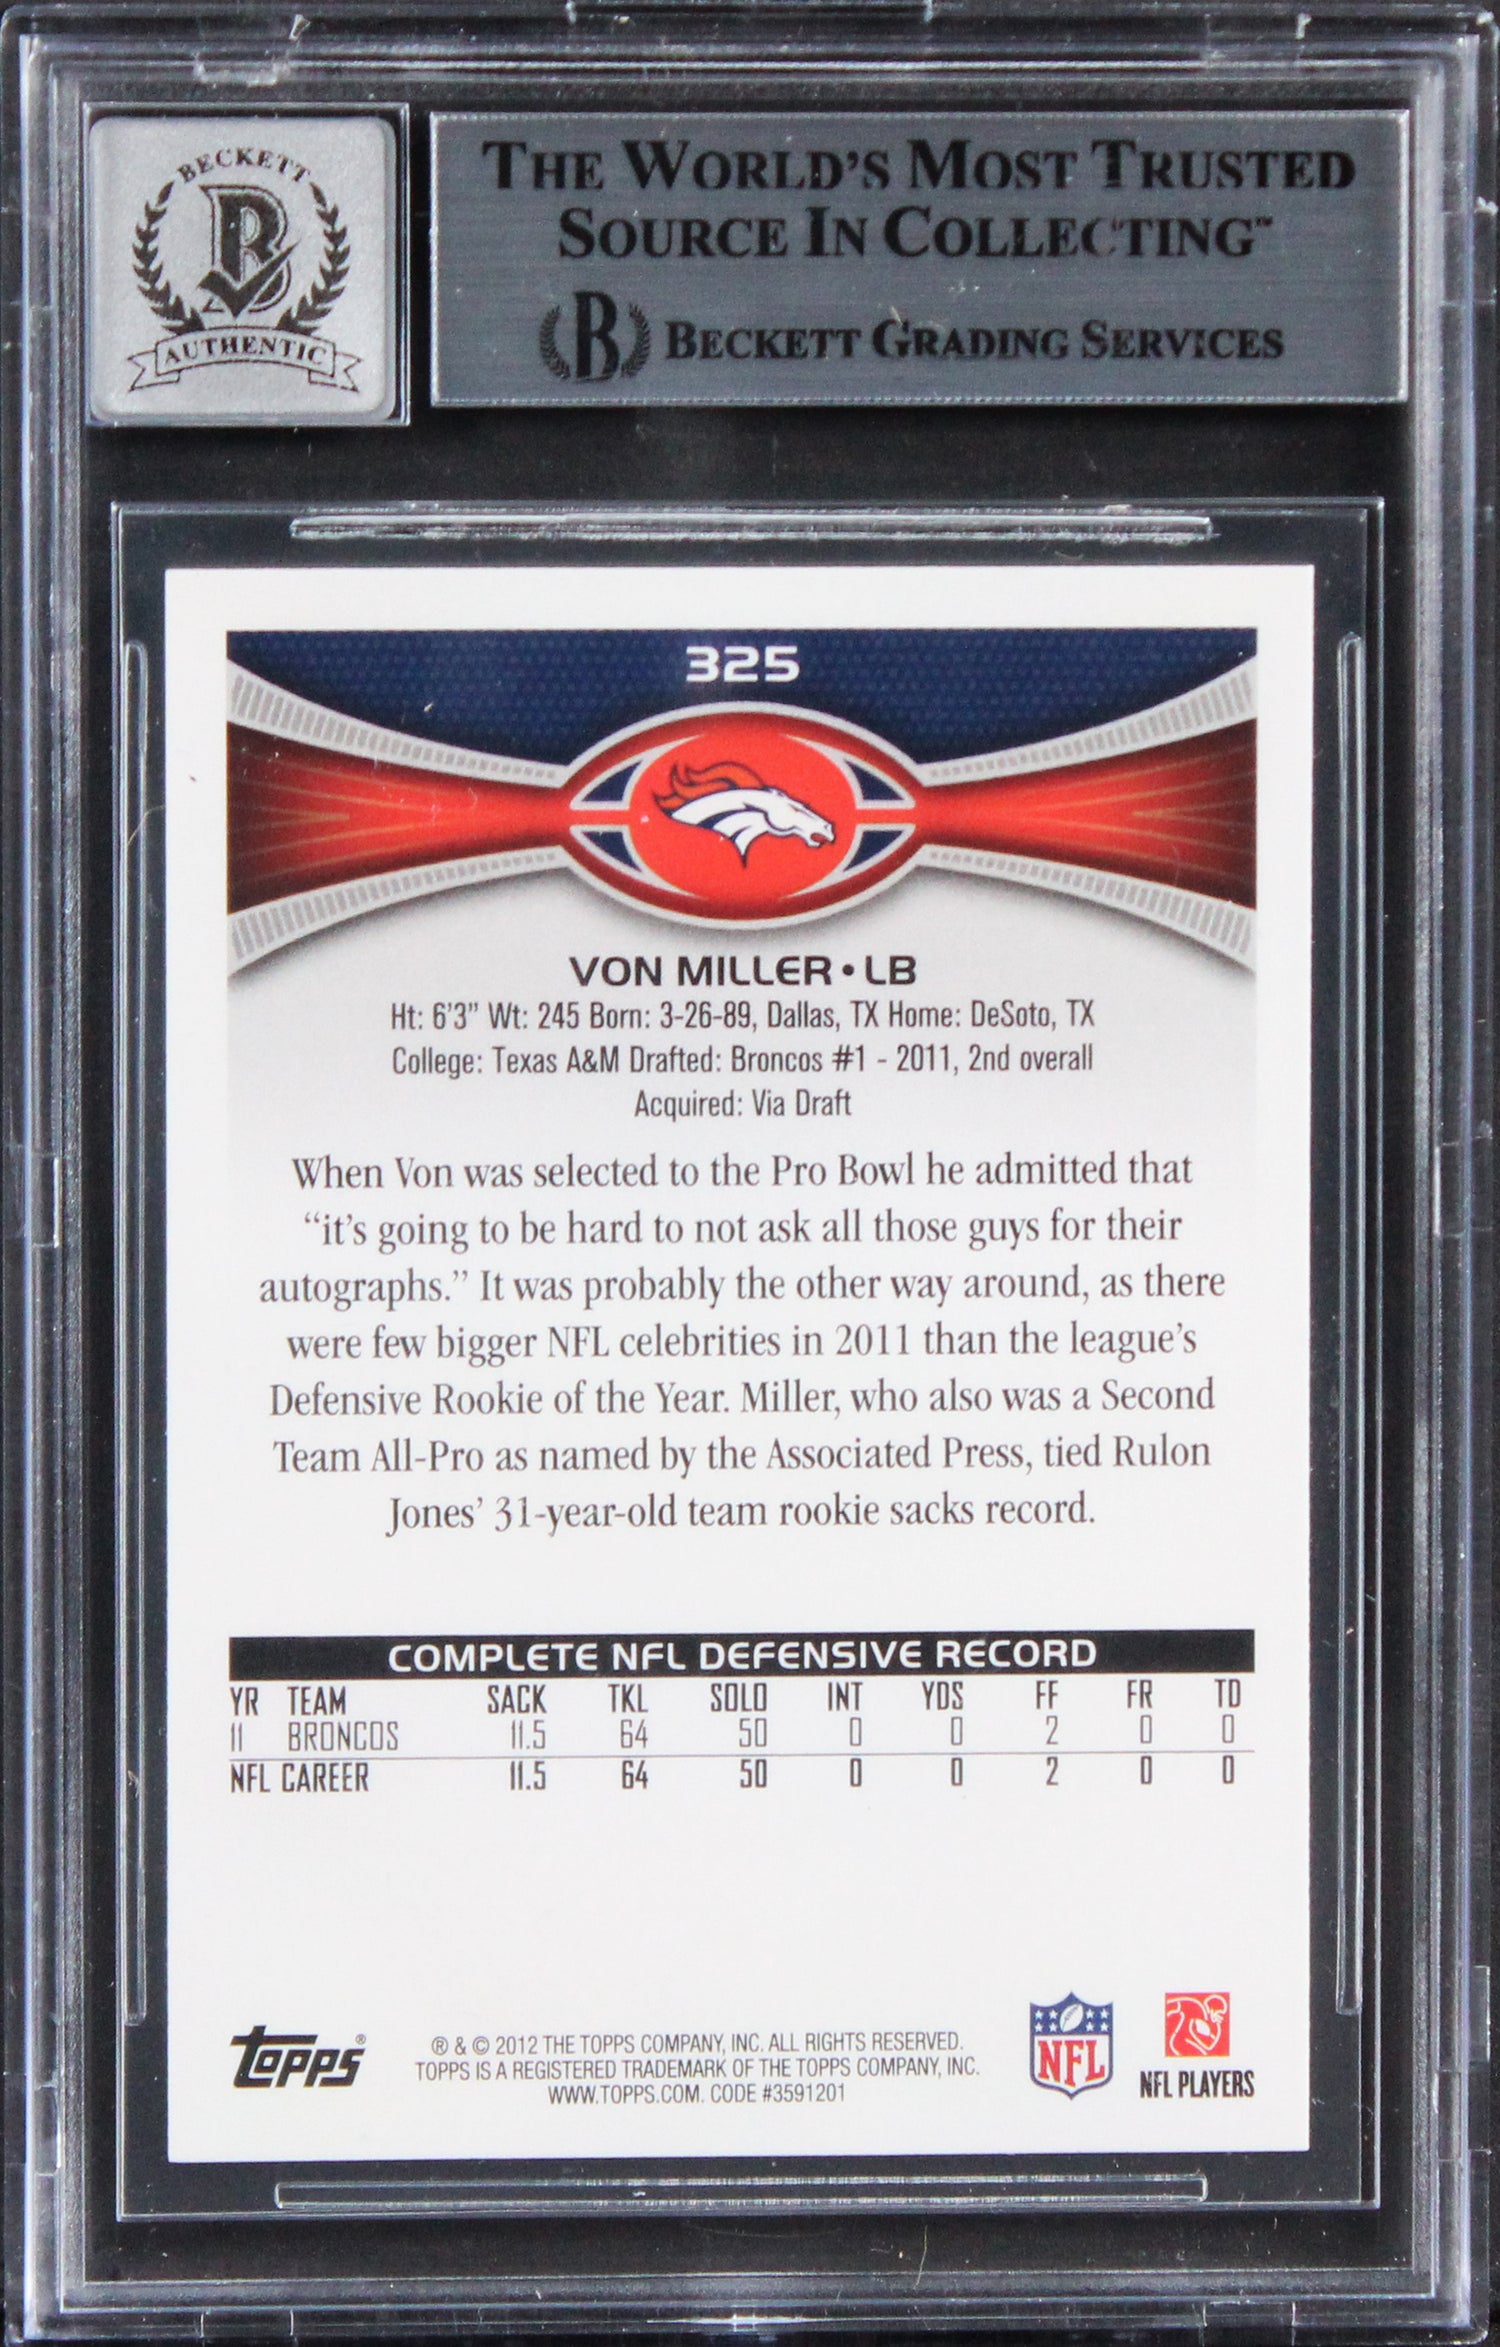 BECKETT
AUTHENTIC
THE WORLD'S MOST TRUSTED
SOURCE IN COLLECTING™
B BECKETT GRADING SERVICES
325
VON MILLER • LB
Ht: 6'3" Wt: 245 Born: 3-26-89, Dallas, TX Home: DeSoto, TX
College: Texas A&M Drafted: Broncos #1 - 2011, 2nd overall
Acquired: Via Draft
When Von was selected to the Pro Bowl he admitted that
“it's going to be hard to not ask all those guys for their
autographs.” It was probably the other way around, as there
were few bigger NFL celebrities in 2011 than the league's
Defensive Rookie of the Year. Miller, who also was a Second
Team All-Pro as named by the Associated Press, tied Rulon
Jones' 31-year-old team rookie sacks record.
COMPLETE NFL DEFENSIVE RECORD
YR TEAM SACK TKL SOLO INT YDS FF FR TD
11 BRONCOS 11.5 64 50 0 0 2 0 0
NFL CAREER 11.5 64 50 0 0 2 0 0
Topps®
® & © 2012 THE TOPPS COMPANY, INC. ALL RIGHTS RESERVED.
TOPPS IS A REGISTERED TRADEMARK OF THE TOPPS COMPANY, INC.
WWW.TOPPS.COM. CODE #3591201
NFL
NFL PLAYERS